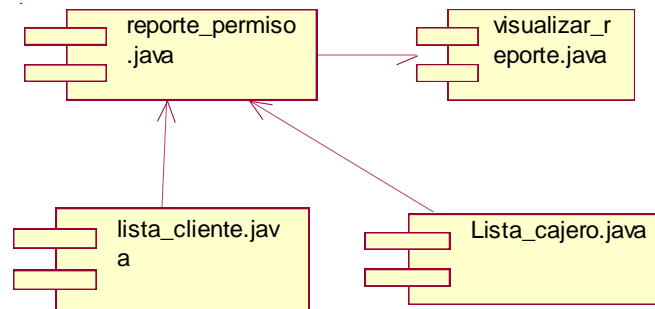 reporte_permiso
.java
visualizar_r
eporte.java
lista_cliente.jav
a
Lista_cajero.java